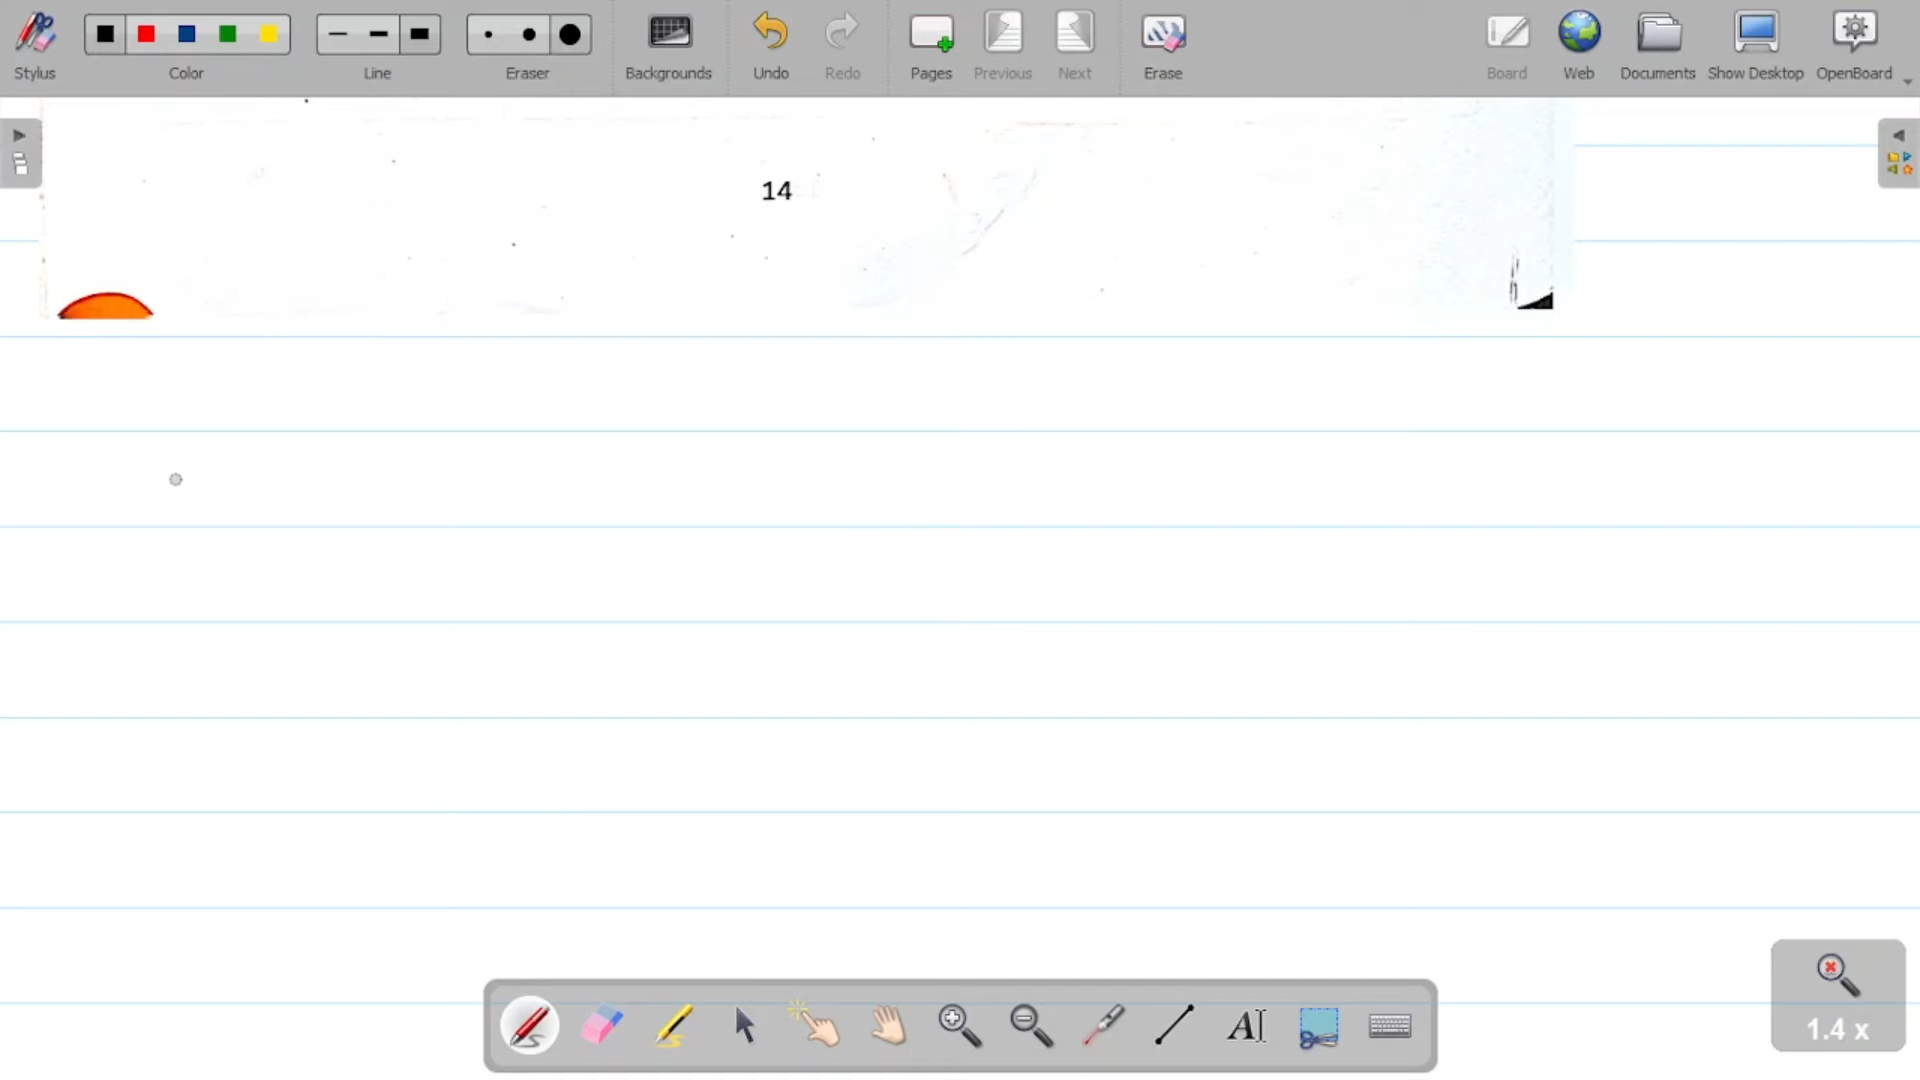 Stylus Color Line Eraser Backgrounds Undo Redo Pages Previous Next Erase Board Web Documents Show Desktop OpenBoard
14
1.4 x